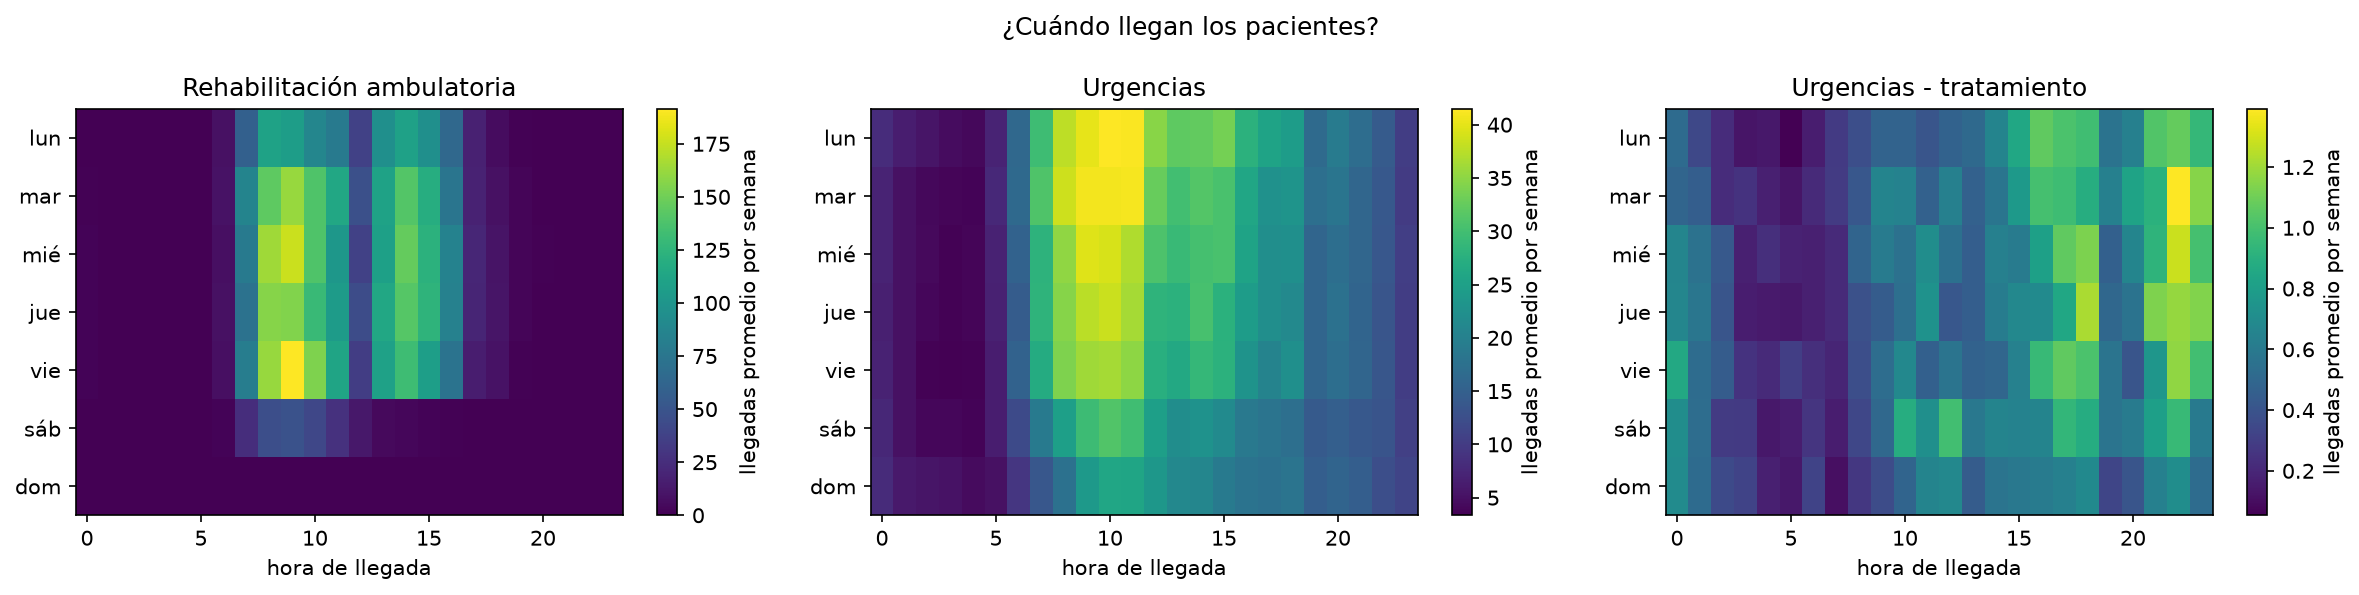 ¿Cuándo llegan los pacientes?
Rehabilitación ambulatoria
lun
mar
mié
jue
vie
sáb
dom
0 5 10 15 20
hora de llegada
175
150
125
100
75
50
25
0
llegadas promedio por semana
Urgencias
lun
mar
mié
jue
vie
sáb
dom
0 5 10 15 20
hora de llegada
40
35
30
25
20
15
10
5
llegadas promedio por semana
Urgencias - tratamiento
lun
mar
mié
jue
vie
sáb
dom
0 5 10 15 20
hora de llegada
1.2
1.0
0.8
0.6
0.4
0.2
llegadas promedio por semana